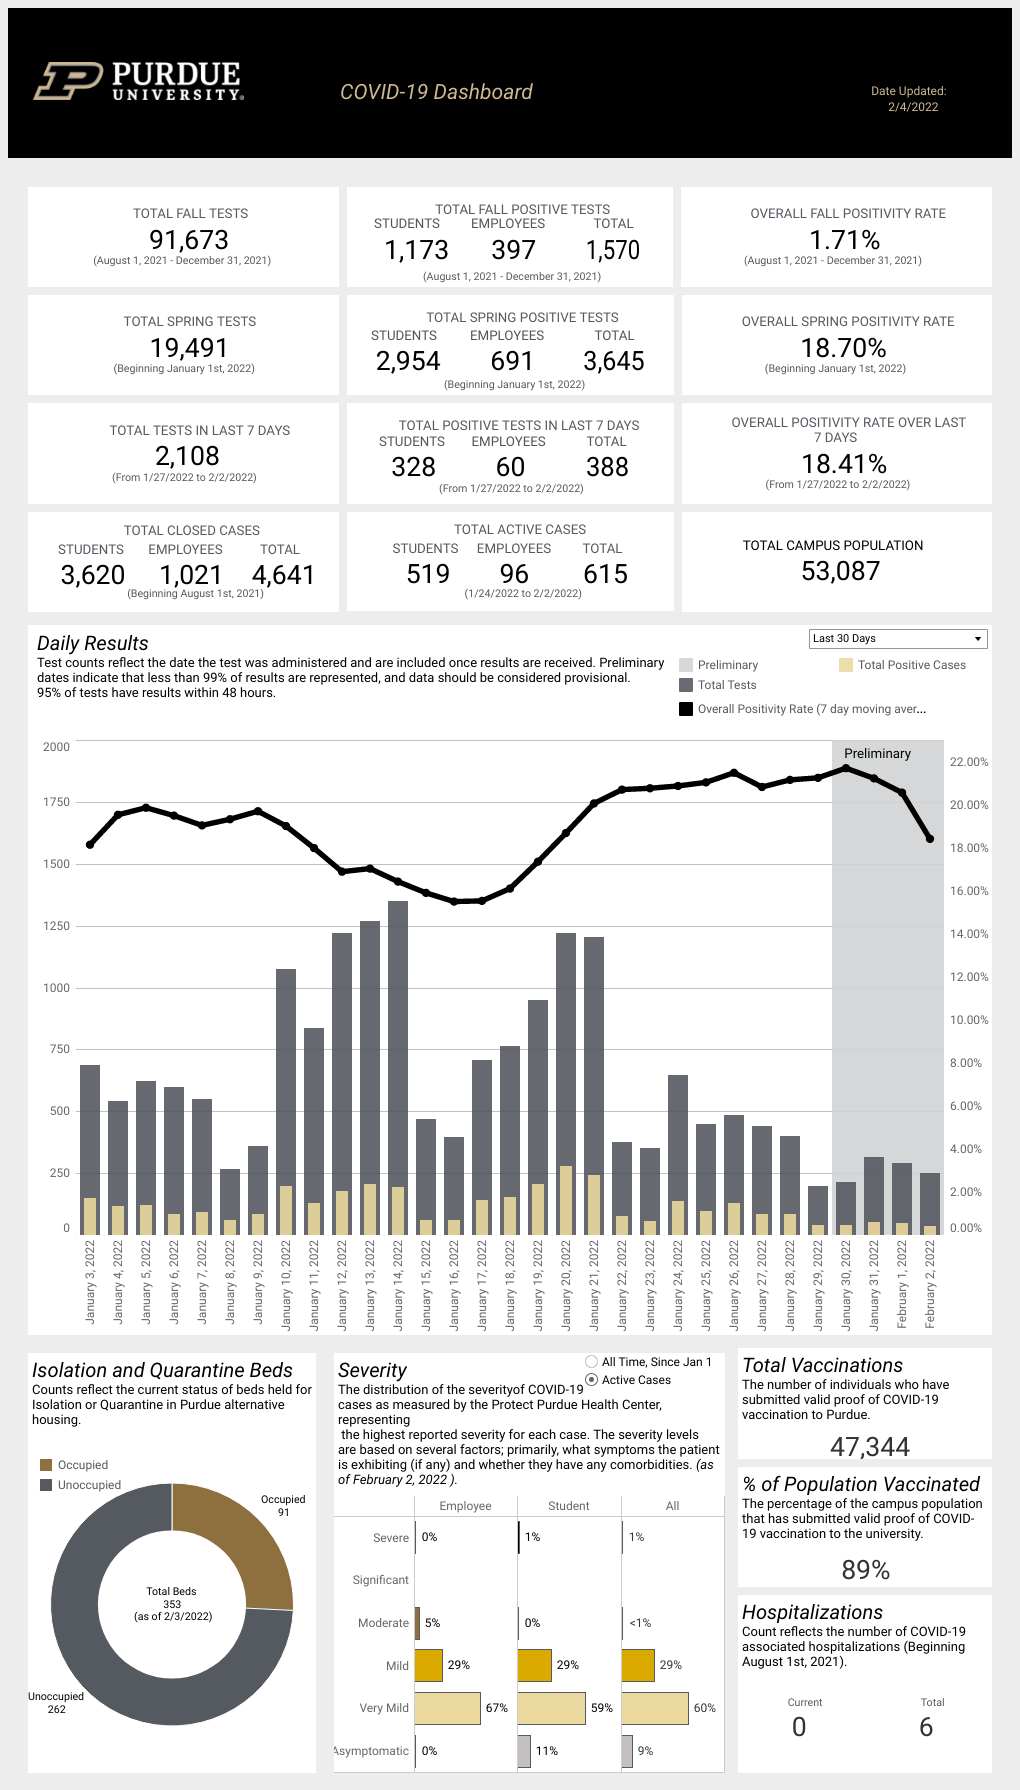 PURDUE
UNIVERSITY®
COVID-19 Dashboard
Date Updated:
2/4/2022
TOTAL FALL TESTS
91,673
(August 1, 2021 - December 31, 2021)
TOTAL FALL POSITIVE TESTS
STUDENTS EMPLOYEES TOTAL
1,173 397 1,570
(August 1, 2021 - December 31, 2021)
OVERALL FALL POSITIVITY RATE
1.71%
(August 1, 2021 - December 31, 2021)
TOTAL SPRING TESTS
19,491
(Beginning January 1st, 2022)
TOTAL SPRING POSITIVE TESTS
STUDENTS EMPLOYEES TOTAL
2,954 691 3,645
(Beginning January 1st, 2022)
OVERALL SPRING POSITIVITY RATE
18.70%
(Beginning January 1st, 2022)
TOTAL TESTS IN LAST 7 DAYS
2,108
(From 1/27/2022 to 2/2/2022)
TOTAL POSITIVE TESTS IN LAST 7 DAYS
STUDENTS EMPLOYEES TOTAL
328 60 388
(From 1/27/2022 to 2/2/2022)
OVERALL POSITIVITY RATE OVER LAST
7 DAYS
18.41%
(From 1/27/2022 to 2/2/2022)
TOTAL CLOSED CASES
STUDENTS EMPLOYEES TOTAL
3,620 1,021 4,641
(Beginning August 1st, 2021)
TOTAL ACTIVE CASES
STUDENTS EMPLOYEES TOTAL
519 96 615
(1/24/2022 to 2/2/2022)
TOTAL CAMPUS POPULATION
53,087
Daily Results
Test counts reflect the date the test was administered and are included once results are received. Preliminary
dates indicate that less than 99% of results are represented, and data should be considered provisional.
95% of tests have results within 48 hours.
Last 30 Days
Preliminary
Total Positive Cases
Total Tests
Overall Positivity Rate (7 day moving aver...
2000
1750
1500
1250
1000
750
500
250
0
Preliminary
22.00%
20.00%
18.00%
16.00%
14.00%
12.00%
10.00%
8.00%
6.00%
4.00%
2.00%
0.00%
January 3, 2022
January 4, 2022
January 5, 2022
January 6, 2022
January 7, 2022
January 8, 2022
January 9, 2022
January 10, 2022
January 11, 2022
January 12, 2022
January 13, 2022
January 14, 2022
January 15, 2022
January 16, 2022
January 17, 2022
January 18, 2022
January 19, 2022
January 20, 2022
January 21, 2022
January 22, 2022
January 23, 2022
January 24, 2022
January 25, 2022
January 26, 2022
January 27, 2022
January 28, 2022
January 29, 2022
January 30, 2022
January 31, 2022
February 1, 2022
February 2, 2022
Isolation and Quarantine Beds
Counts reflect the current status of beds held for
Isolation or Quarantine in Purdue alternative
housing.
Occupied
Unoccupied
Occupied
91
Total Beds
353
(as of 2/3/2022)
Unoccupied
262
Severity
All Time, Since Jan 1
Active Cases
The distribution of the severityof COVID-19
cases as measured by the Protect Purdue Health Center,
representing
the highest reported severity for each case. The severity levels
are based on several factors; primarily, what symptoms the patient
is exhibiting (if any) and whether they have any comorbidities. (as
of February 2, 2022 ).
Employee Student All
Severe 0% 1% 1%
Significant
Moderate 5% 0% <1%
Mild 29% 29% 29%
Very Mild 67% 59% 60%
Asymptomatic 0% 11% 9%
Total Vaccinations
The number of individuals who have
submitted valid proof of COVID-19
vaccination to Purdue.
47,344
% of Population Vaccinated
The percentage of the campus population
that has submitted valid proof of COVID-
19 vaccination to the university.
89%
Hospitalizations
Count reflects the number of COVID-19
associated hospitalizations (Beginning
August 1st, 2021).
Current Total
0 6